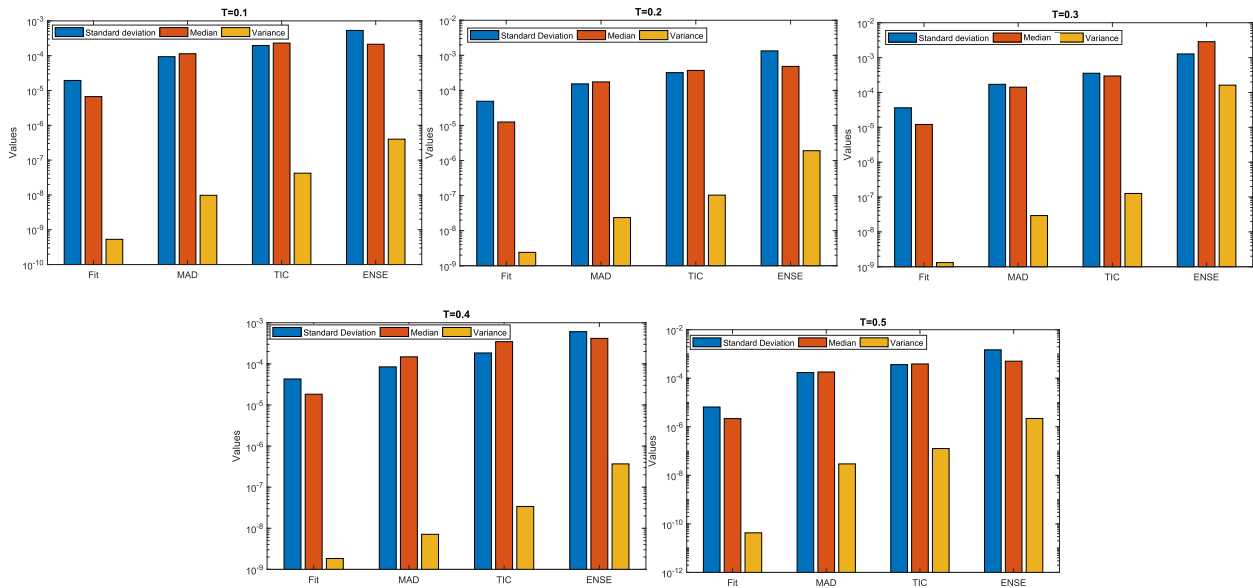 T=0.1
Standard deviation Median Variance
10^-3
10^-4
10^-5
10^-6
10^-7
10^-8
10^-9
10^-10
Values
Fit MAD TIC ENSE
T=0.2
Standard Deviation Median Variance
10^-2
10^-3
10^-4
10^-5
10^-6
10^-7
10^-8
10^-9
Values
Fit MAD TIC ENSE
T=0.3
Standard deviation Median Variance
10^-2
10^-3
10^-4
10^-5
10^-6
10^-7
10^-8
10^-9
Values
Fit MAD TIC ENSE
T=0.4
Standard Deviation Median Variance
10^-3
10^-4
10^-5
10^-6
10^-7
10^-8
10^-9
Values
Fit MAD TIC ENSE
T=0.5
Standard Deviation Median Variance
10^-2
10^-4
10^-6
10^-8
10^-10
10^-12
Values
Fit MAD TIC ENSE